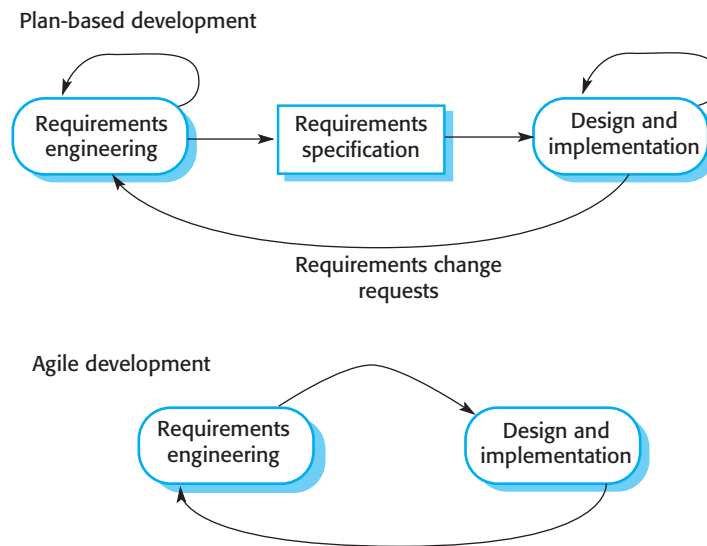 Plan-based development
Requirements
engineering
Requirements
specification
Design and
implementation
Requirements change
requests
Agile development
Requirements
engineering
Design and
implementation